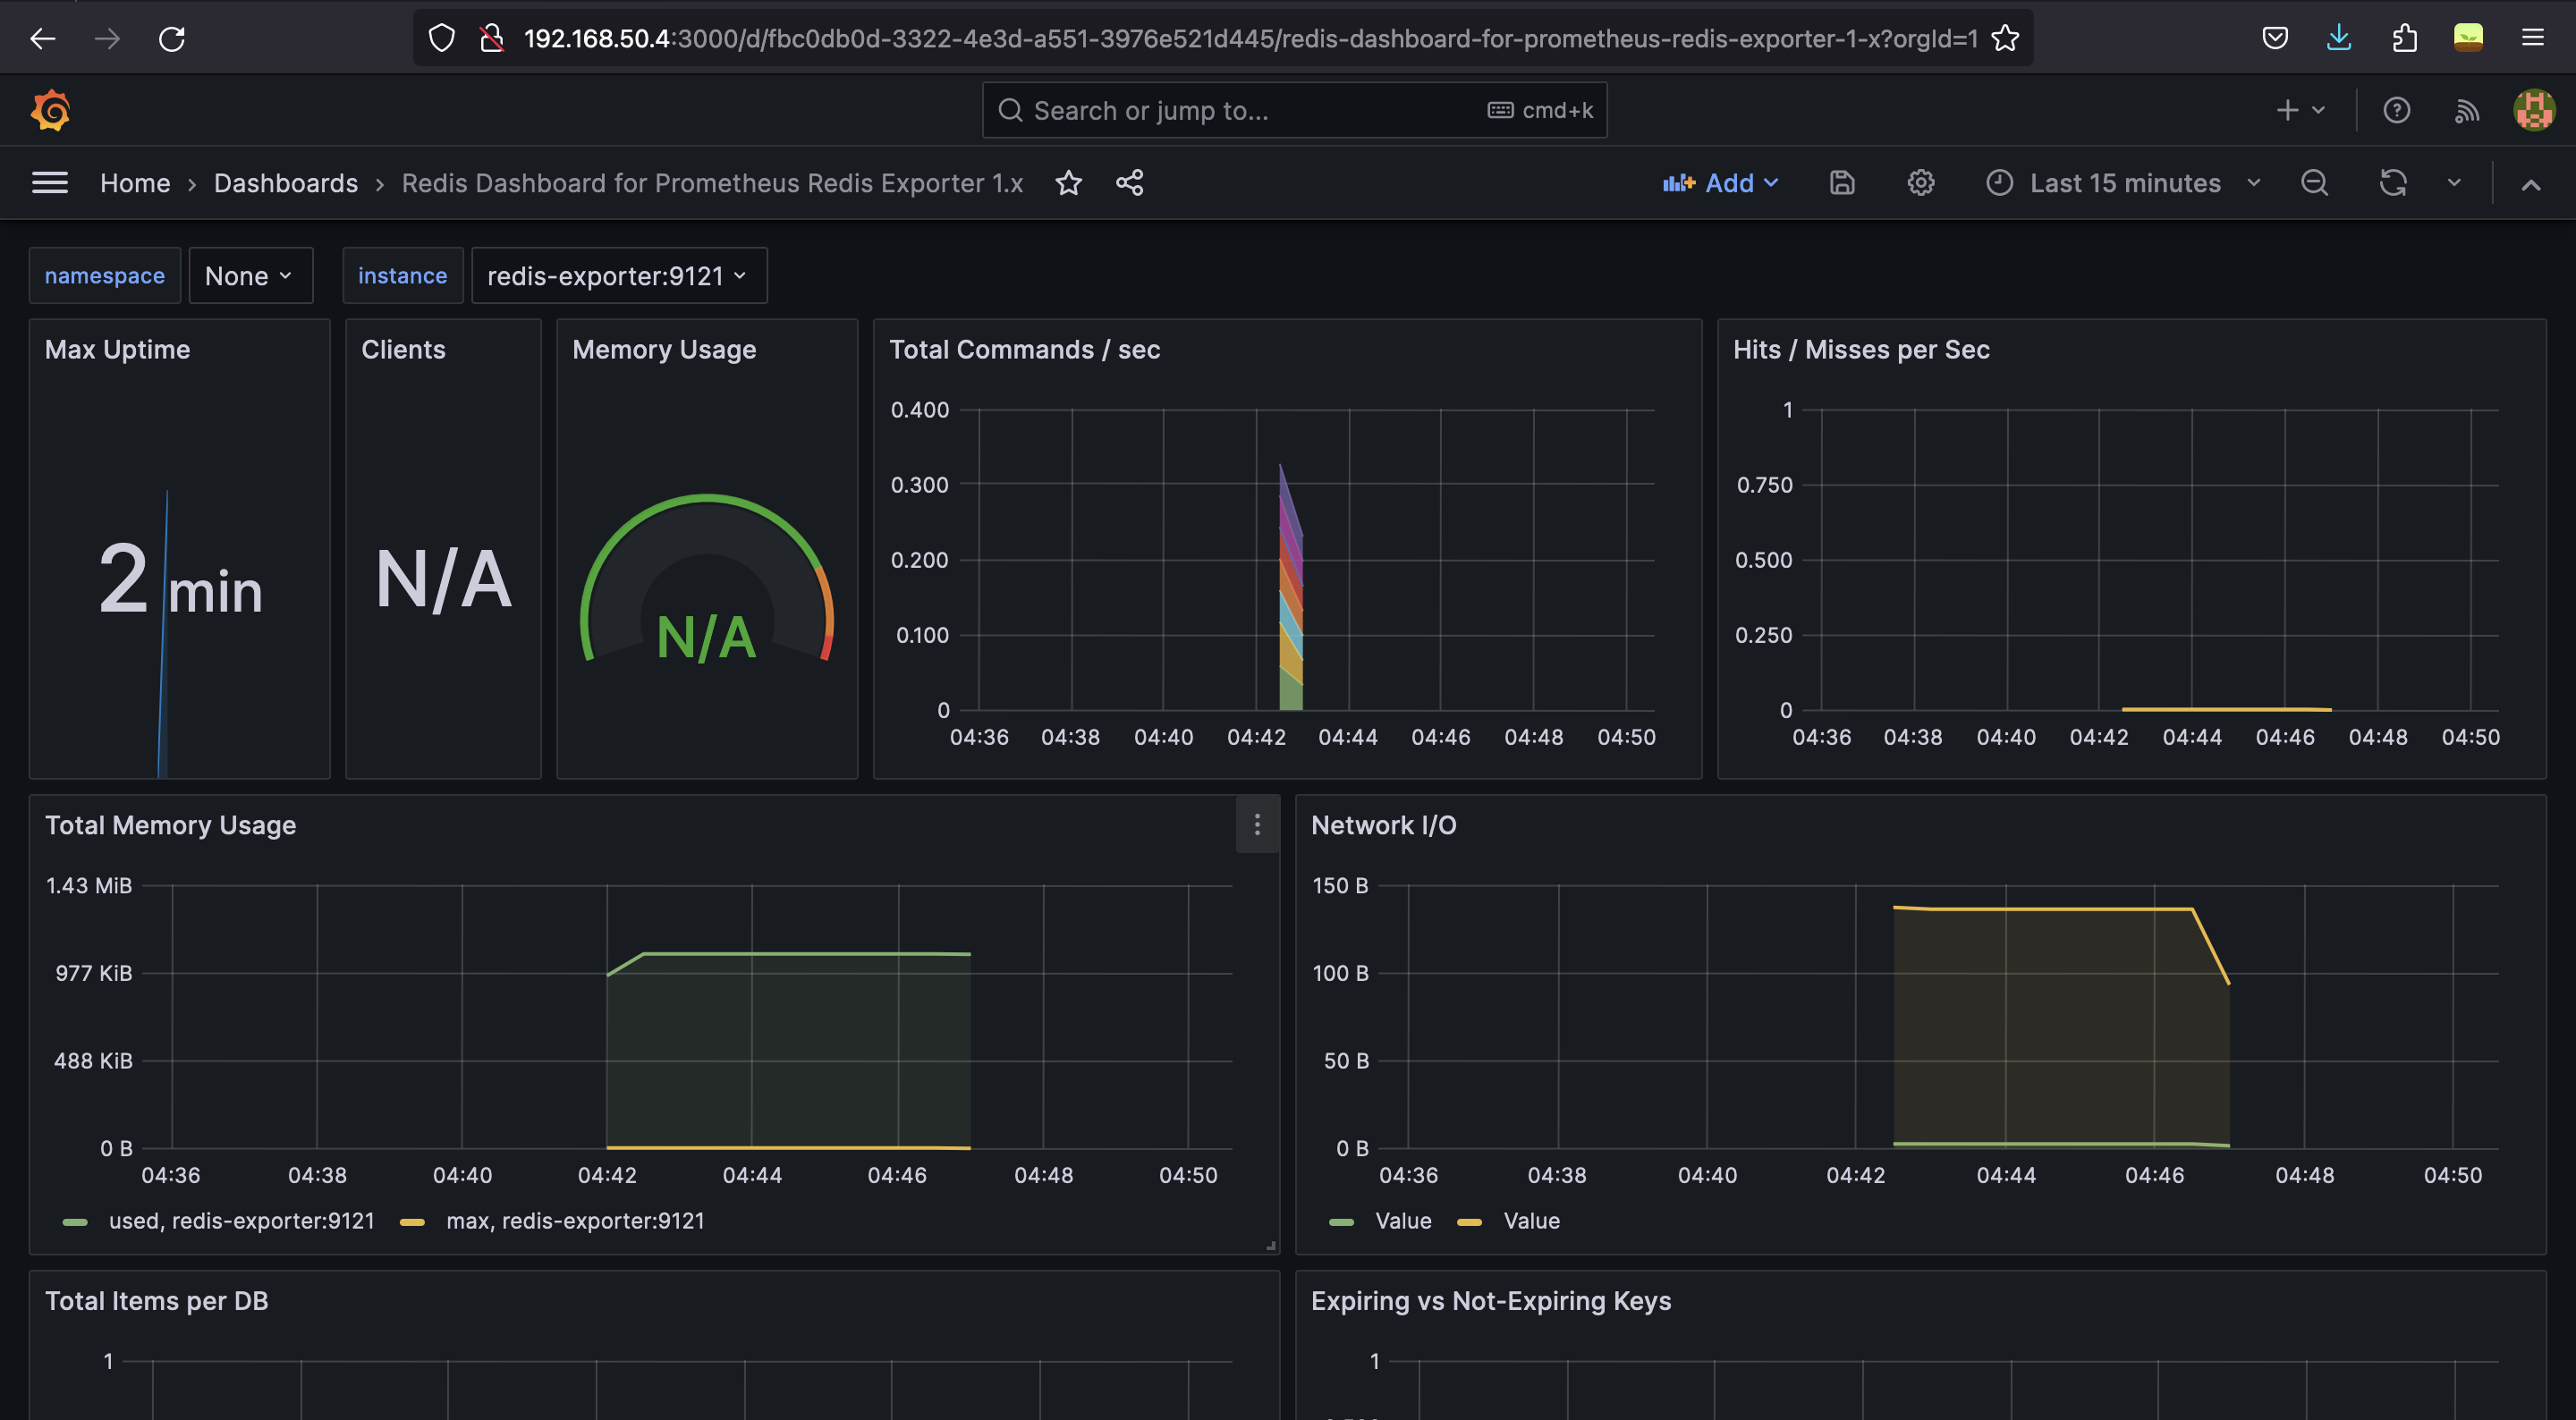 192.168.50.4:3000/d/fbc0db0d-3322-4e3d-a551-3976e521d445/redis-dashboard-for-prometheus-redis-exporter-1-x?orgId=1
Search or jump to... cmd+k
Home › Dashboards › Redis Dashboard for Prometheus Redis Exporter 1.x Add Last 15 minutes
namespace None instance redis-exporter:9121
Max Uptime
2 min
Clients
N/A
Memory Usage
N/A
Total Commands / sec
0.400
0.300
0.200
0.100
0
04:36 04:38 04:40 04:42 04:44 04:46 04:48 04:50
Hits / Misses per Sec
1
0.750
0.500
0.250
0
04:36 04:38 04:40 04:42 04:44 04:46 04:48 04:50
Total Memory Usage
1.43 MiB
977 KiB
488 KiB
0 B
04:36 04:38 04:40 04:42 04:44 04:46 04:48 04:50
used, redis-exporter:9121 max, redis-exporter:9121
Network I/O
150 B
100 B
50 B
0 B
04:36 04:38 04:40 04:42 04:44 04:46 04:48 04:50
Value Value
Total Items per DB
1
Expiring vs Not-Expiring Keys
1